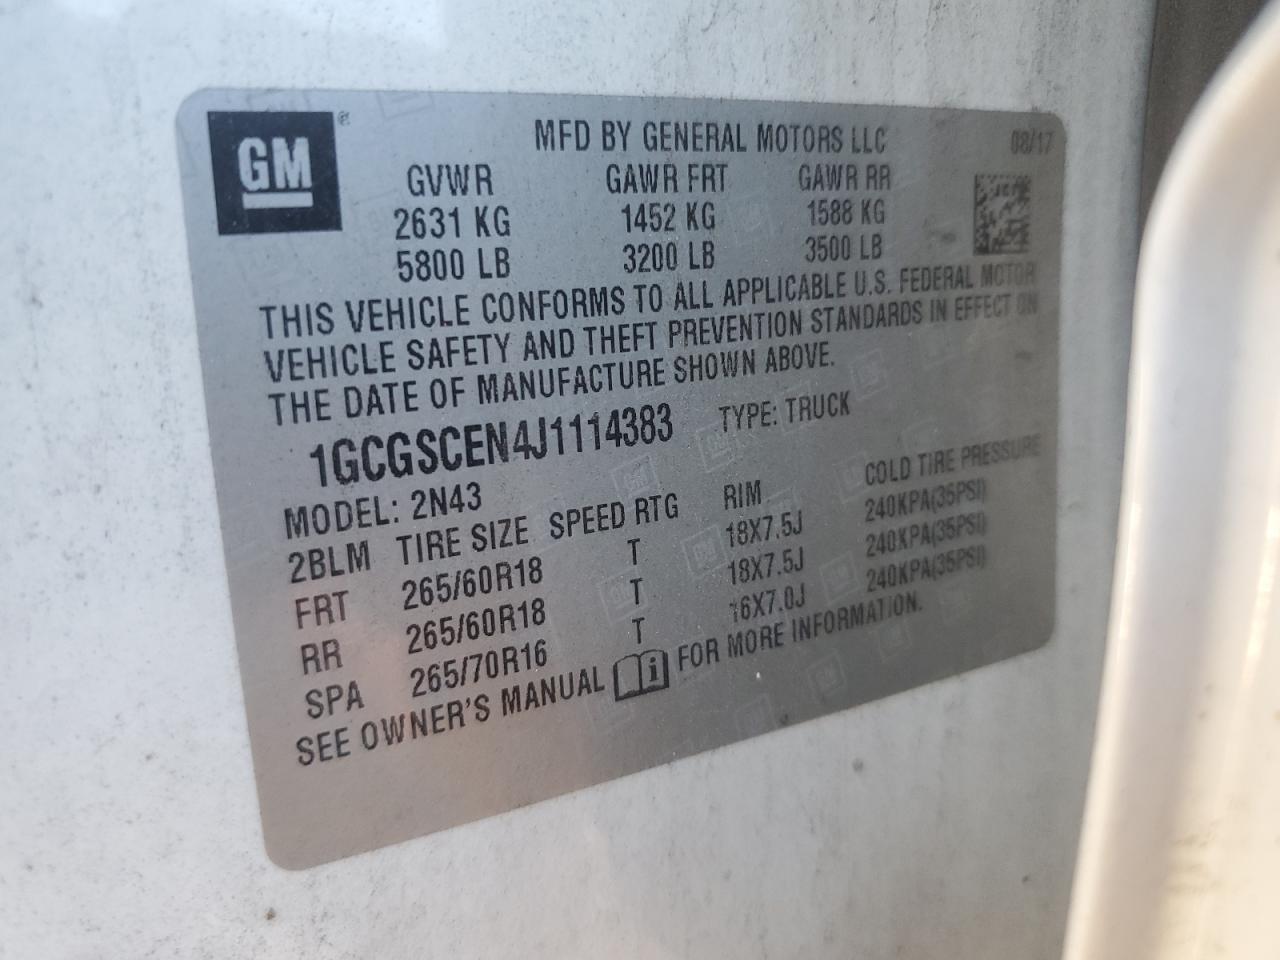 GM ®
MFD BY GENERAL MOTORS LLC 08/17
GVWR GAWR FRT GAWR RR
2631 KG 1452 KG 1588 KG
5800 LB 3200 LB 3500 LB
THIS VEHICLE CONFORMS TO ALL APPLICABLE U.S. FEDERAL MOTOR
VEHICLE SAFETY AND THEFT PREVENTION STANDARDS IN EFFECT ON
THE DATE OF MANUFACTURE SHOWN ABOVE.
1GCGSCEN4J1114383 TYPE: TRUCK
MODEL: 2N43
2BLM TIRE SIZE SPEED RTG RIM COLD TIRE PRESSURE
FRT 265/60R18 T 18X7.5J 240KPA(35PSI)
RR 265/60R18 T 18X7.5J 240KPA(35PSI)
SPA 265/70R16 T 16X7.0J 240KPA(35PSI)
SEE OWNER'S MANUAL i FOR MORE INFORMATION.